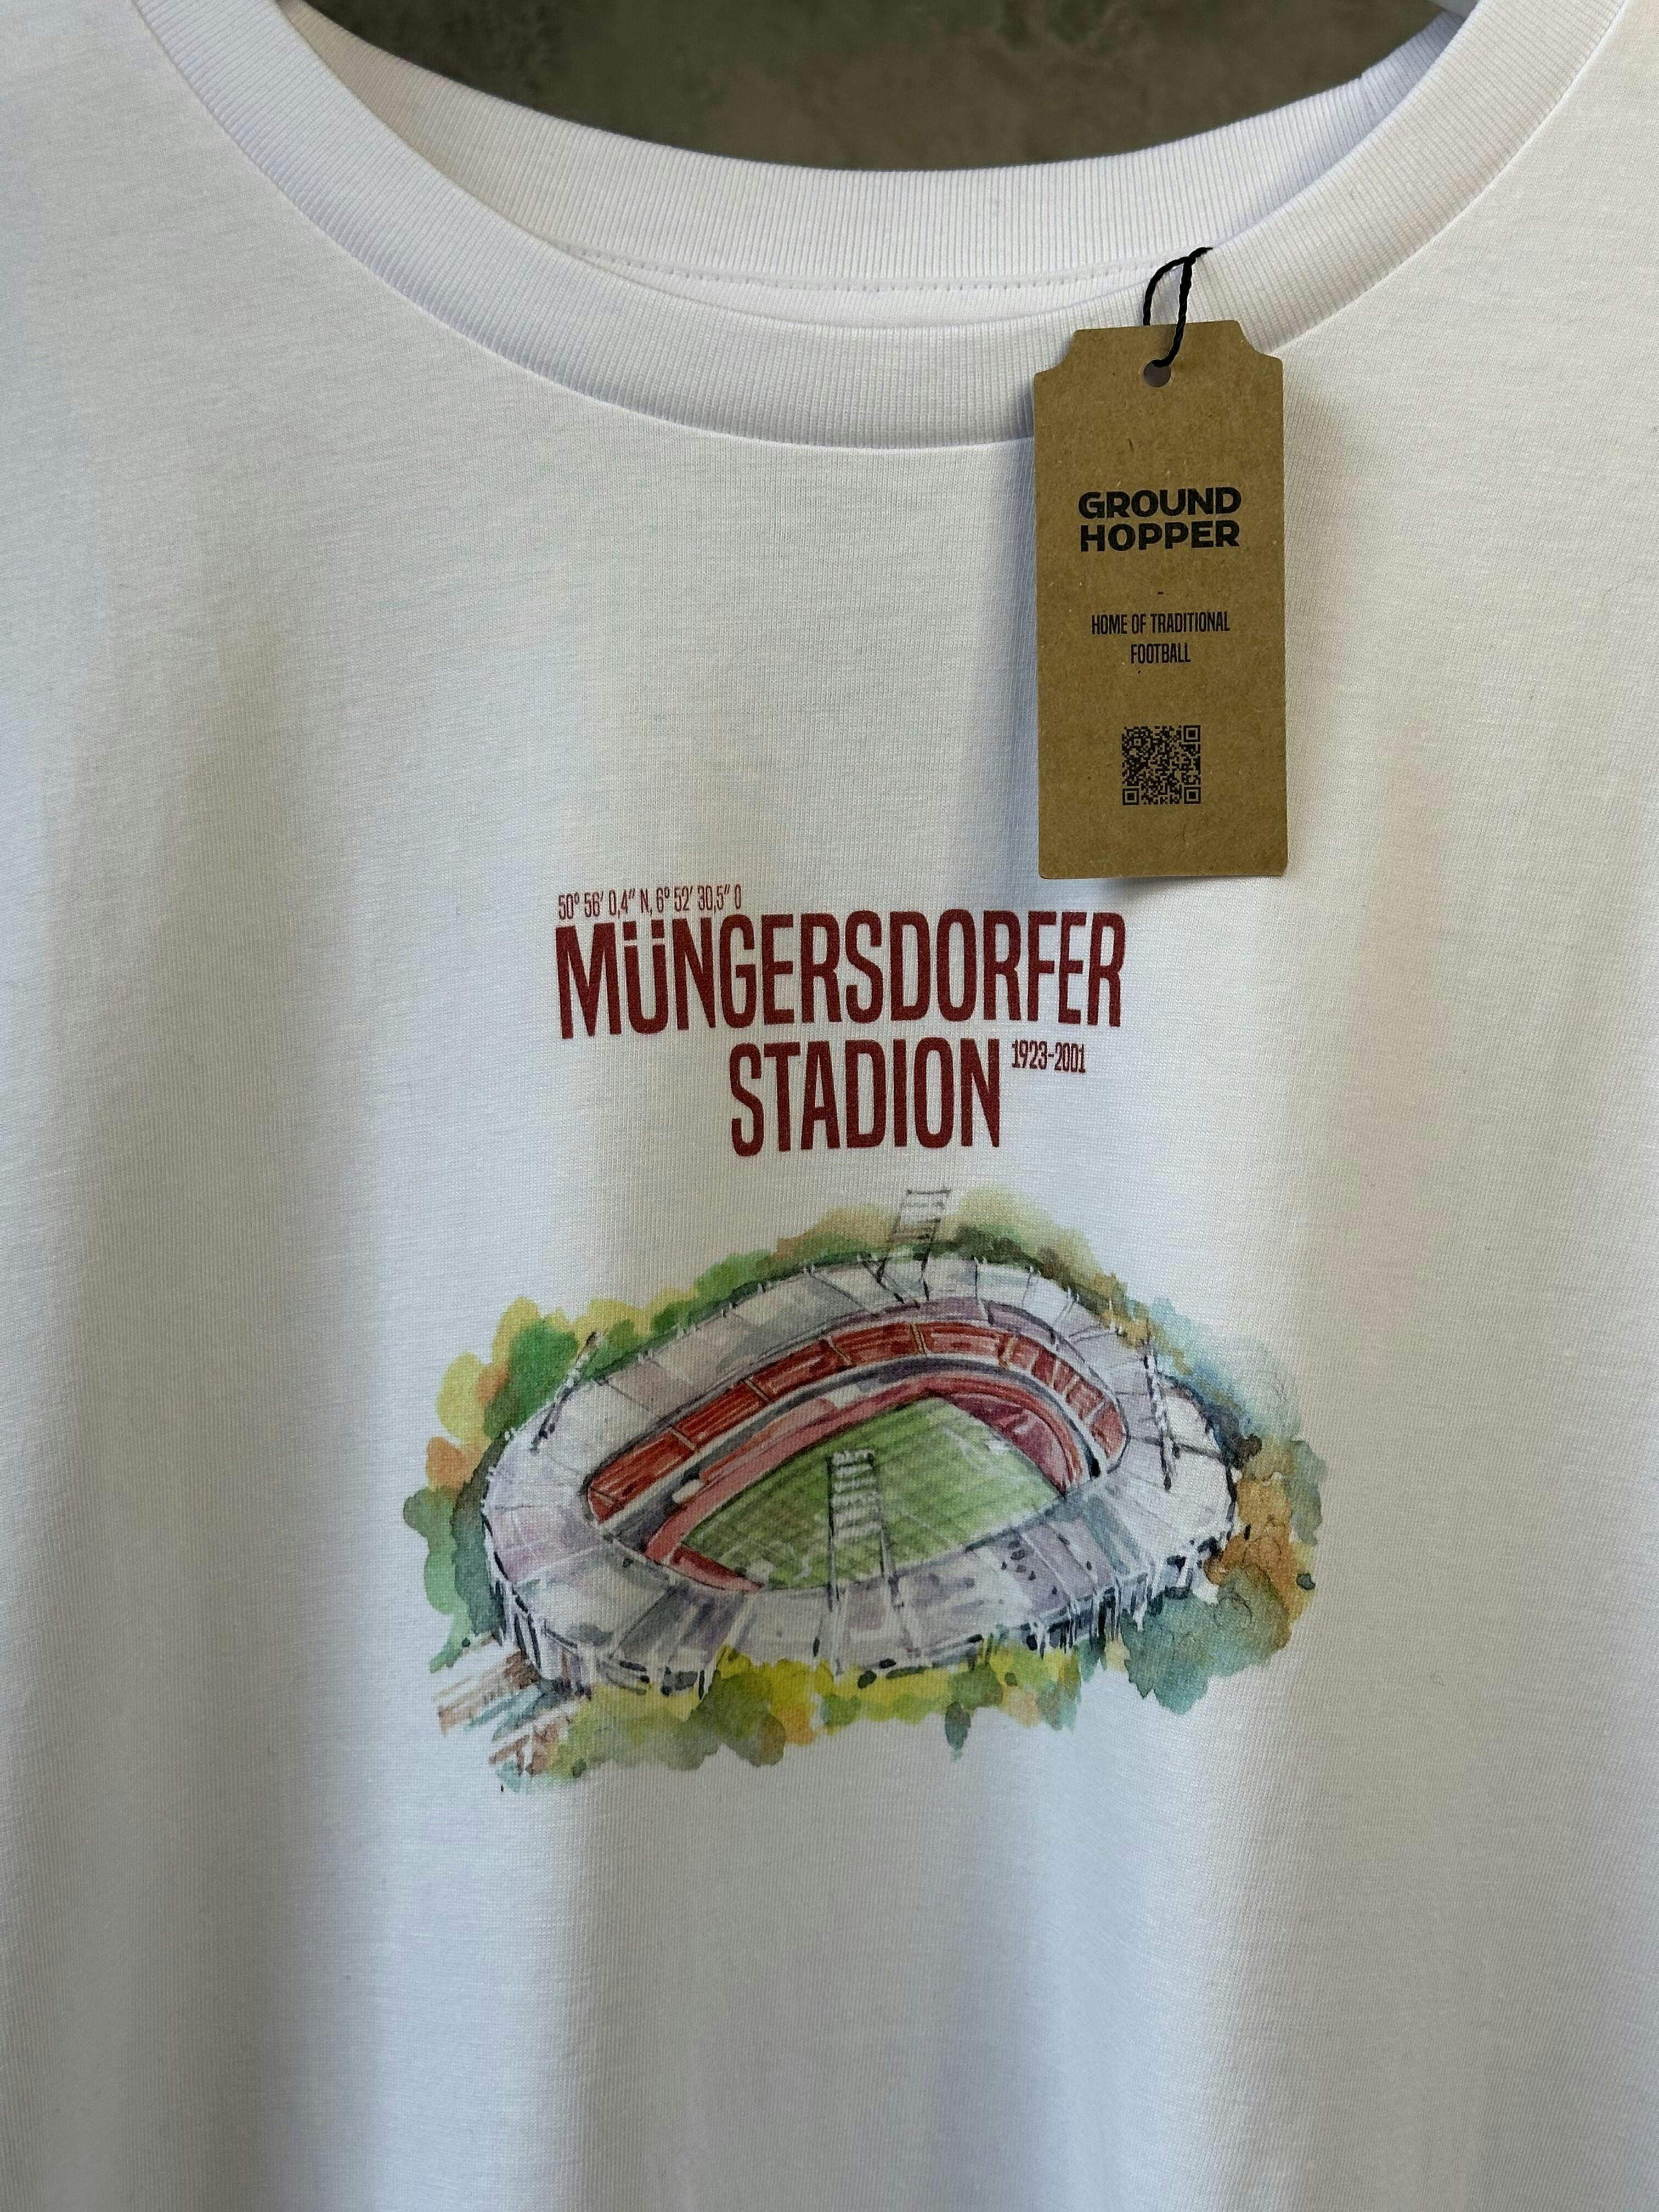 GROUND
HOPPER
-
HOME OF TRADITIONAL
FOOTBALL
50° 56' 0,4" N, 6° 52' 30,5" O
MÜNGERSDORFER
STADION 1923-2001